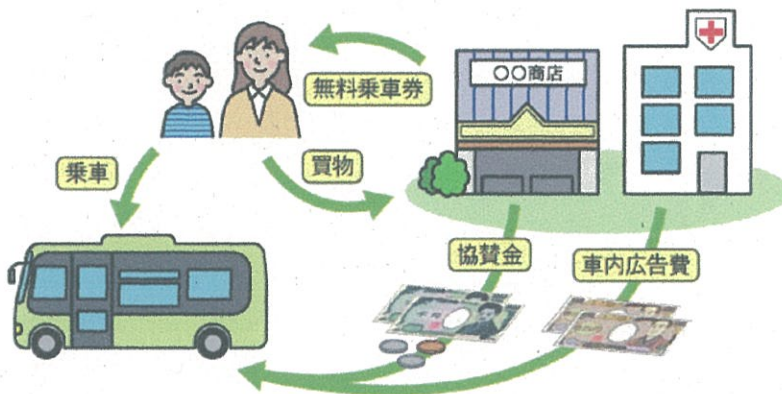 無料乗車券
〇〇商店
乗車
買物
協賛金
車内広告費